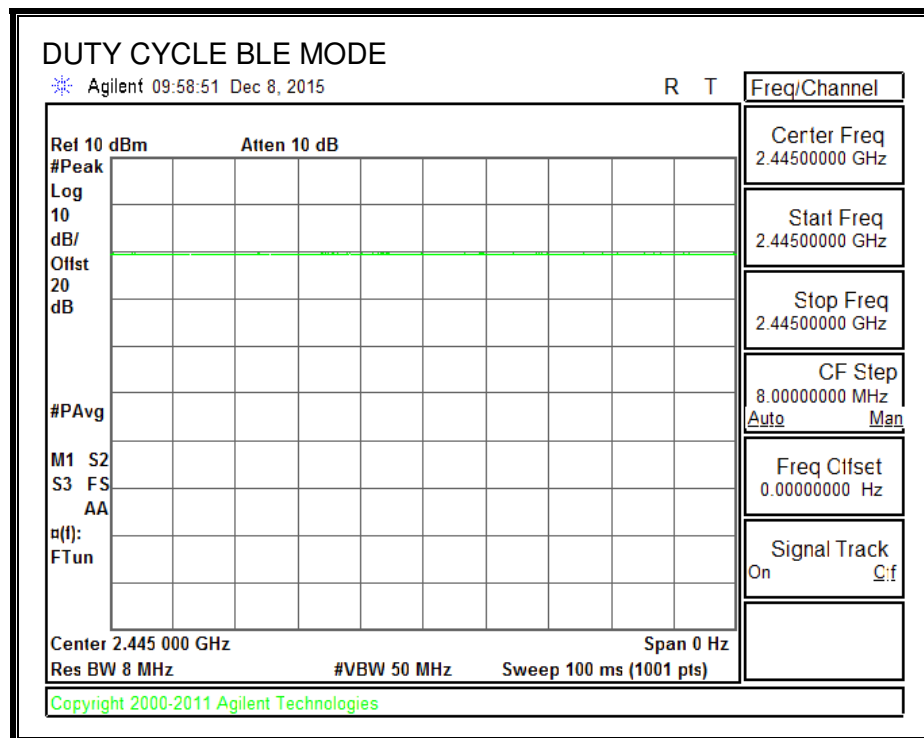 DUTY CYCLE BLE MODE
Agilent 09:58:51 Dec 8, 2015
R T
Freq/Channel
Ref 10 dBm
Atten 10 dB
#Peak
Log
10
dB/
Offst
20
dB
#PAvg
M1 S2
S3 FS
AA
¤(f):
FTun
Center 2.445 000 GHz
Span 0 Hz
Res BW 8 MHz
#VBW 50 MHz
Sweep 100 ms (1001 pts)
Copyright 2000-2011 Agilent Technologies
Center Freq
2.44500000 GHz
Start Freq
2.44500000 GHz
Stop Freq
2.44500000 GHz
CF Step
8.00000000 MHz
Auto Man
Freq Offset
0.00000000 Hz
Signal Track
On Off